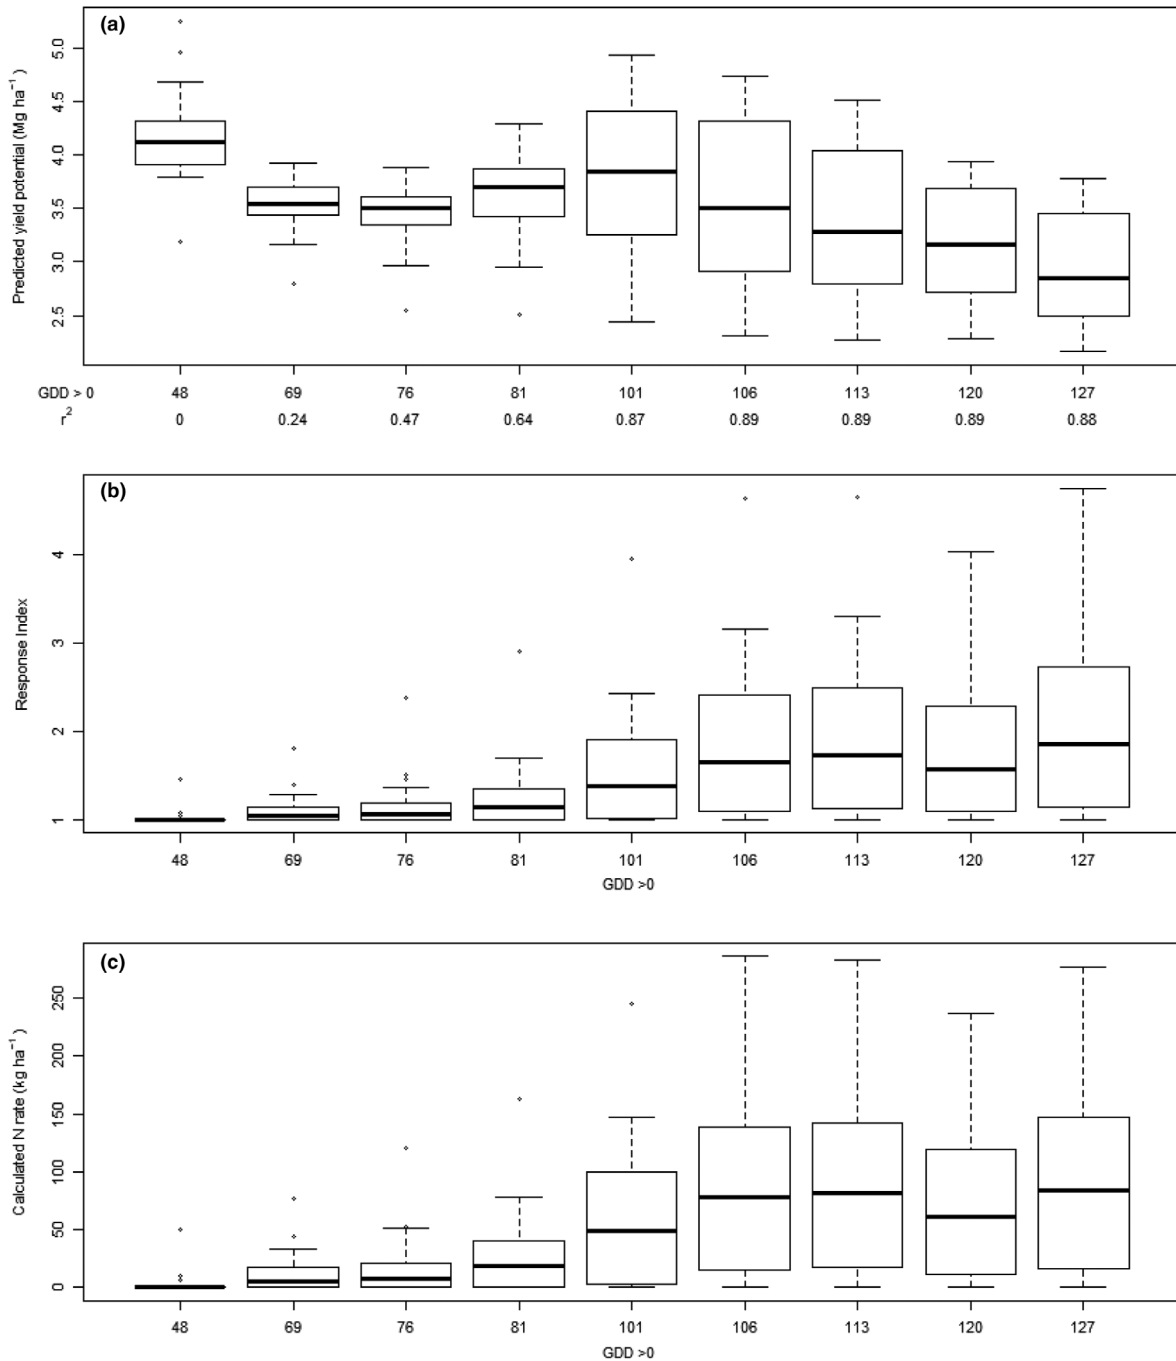 (a)
Predicted yield potential (Mg ha⁻¹ )
5.0
4.5
4.0
3.5
3.0
2.5
GDD > 0 48 69 76 81 101 106 113 120 127
r² 0 0.24 0.47 0.64 0.87 0.89 0.89 0.89 0.88
(b)
Response Index
4
3
2
1
48 69 76 81 101 106 113 120 127
GDD >0
(c)
Calculated N rate (kg ha⁻¹ )
250
200
150
100
50
0
48 69 76 81 101 106 113 120 127
GDD >0